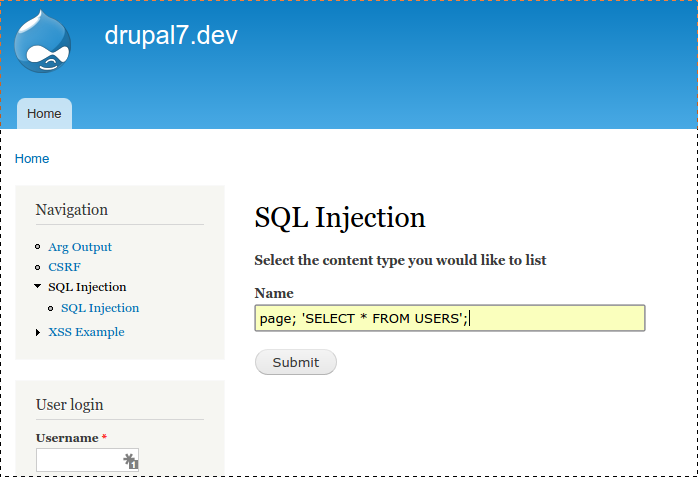 drupal7.dev
Home
Home
Navigation
Arg Output
CSRF
SQL Injection
SQL Injection
XSS Example
User login
Username *
1
SQL Injection
Select the content type you would like to list
Name
page; 'SELECT * FROM USERS';
Submit